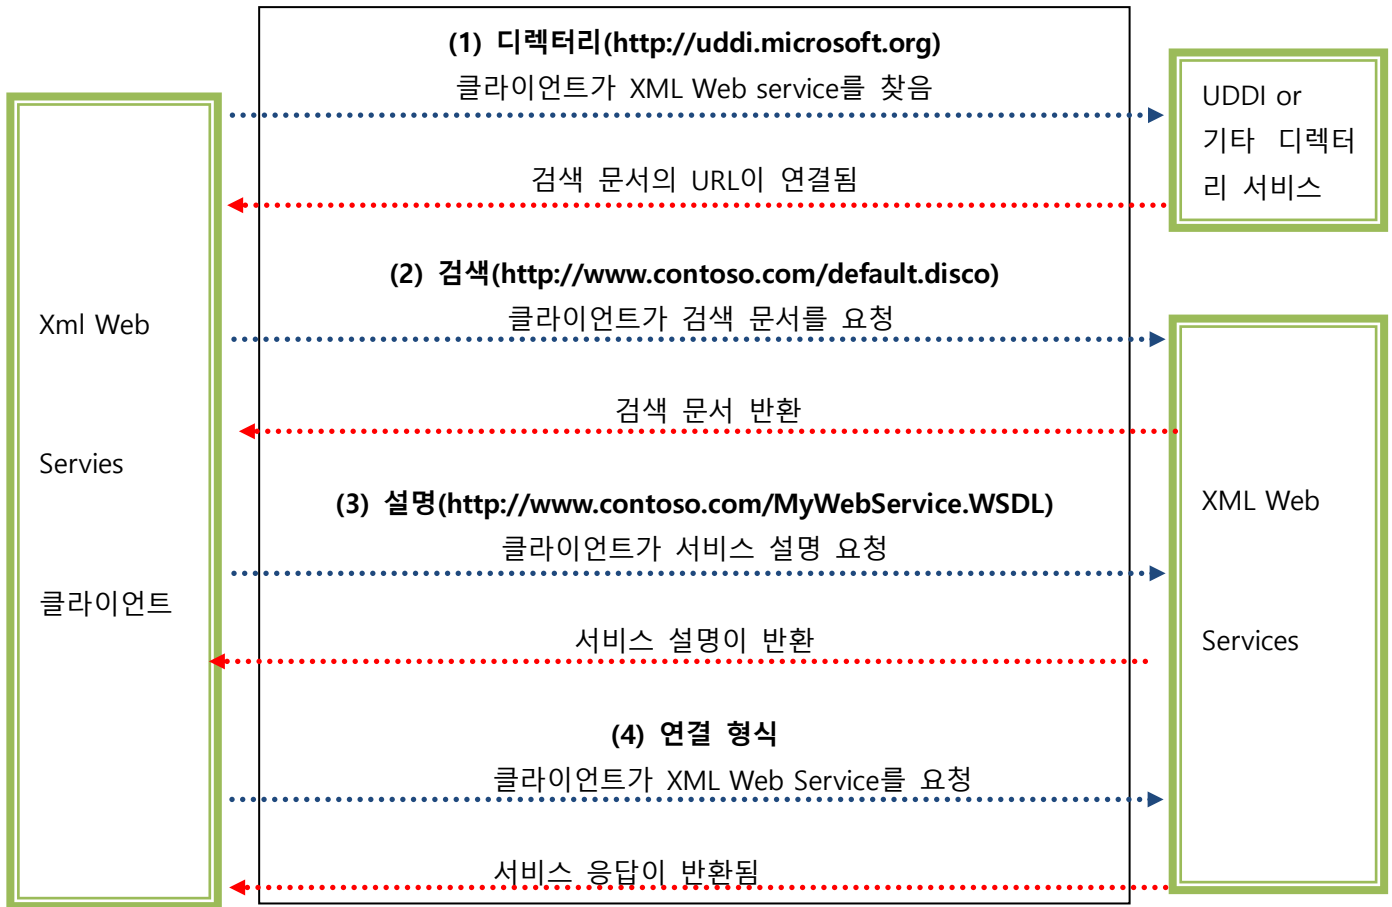 (1) 디렉터리(http://uddi.microsoft.org)
클라이언트가 XML Web service를 찾음
검색 문서의 URL이 연결됨
UDDI or
기타 디렉터
리 서비스
(2) 검색(http://www.contoso.com/default.disco)
클라이언트가 검색 문서를 요청
검색 문서 반환
(3) 설명(http://www.contoso.com/MyWebService.WSDL)
클라이언트가 서비스 설명 요청
서비스 설명이 반환
(4) 연결 형식
클라이언트가 XML Web Service를 요청
서비스 응답이 반환됨
Xml Web
Servies
클라이언트
XML Web
Services